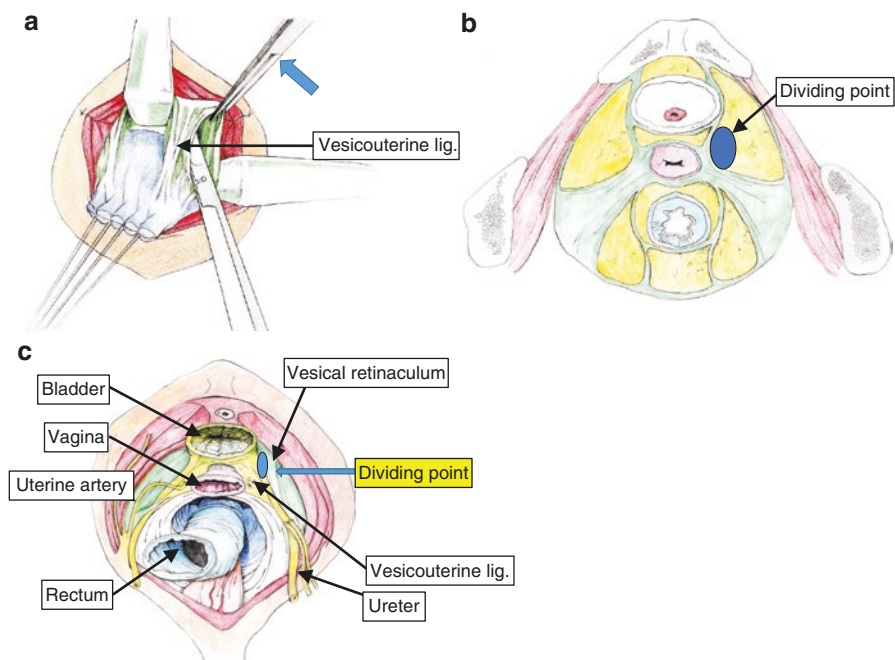 a
Vesicouterine lig.
b
Dividing point
c
Bladder
Vesical retinaculum
Vagina
Uterine artery
Dividing point
Vesicouterine lig.
Rectum
Ureter